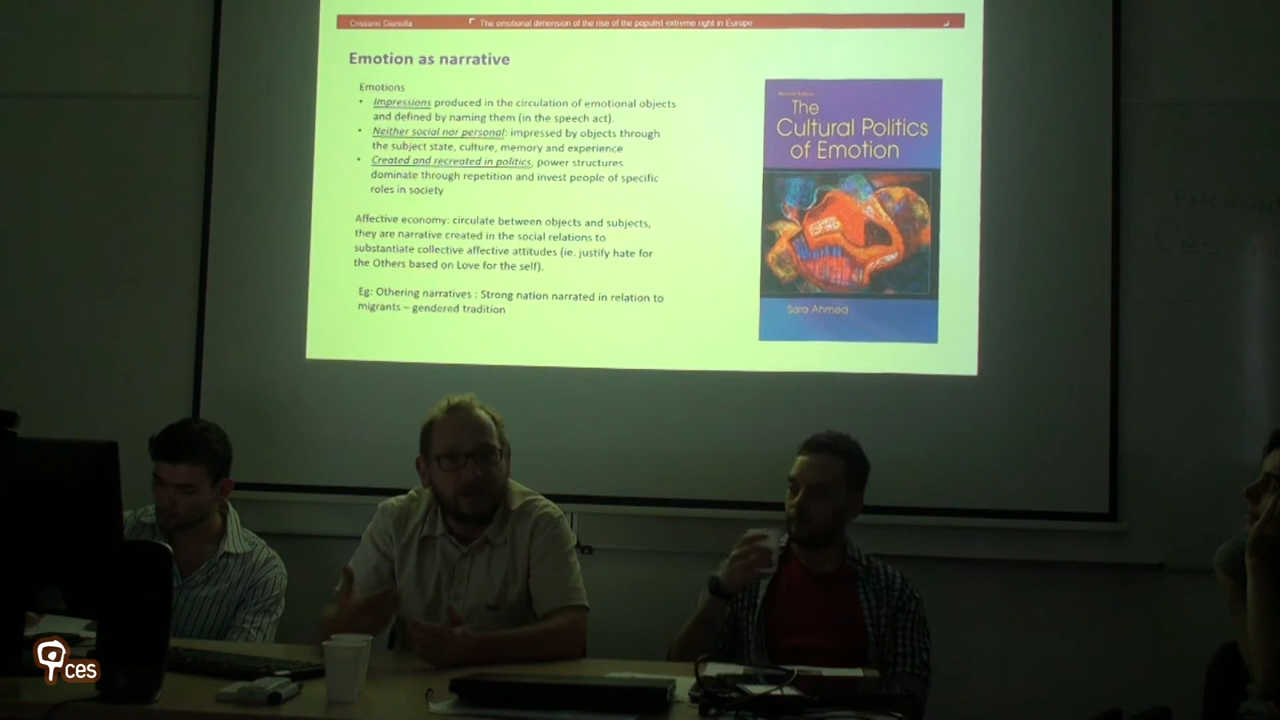 Cristiano Gianolla
The emotional dimension of the rise of the populist extreme right in Europe
Emotion as narrative
Emotions
• Impressions produced in the circulation of emotional objects
and defined by naming them (in the speech act).
• Neither social nor personal: impressed by objects through
the subject state, culture, memory and experience
• Created and recreated in politics, power structures
dominate through repetition and invest people of specific
roles in society
Affective economy: circulate between objects and subjects,
they are narrative created in the social relations to
substantiate collective affective attitudes (ie. justify hate for
the Others based on Love for the self).
Eg: Othering narratives : Strong nation narrated in relation to
migrants – gendered tradition
Second Edition
The
Cultural Politics
of Emotion
Sara Ahmed
ces